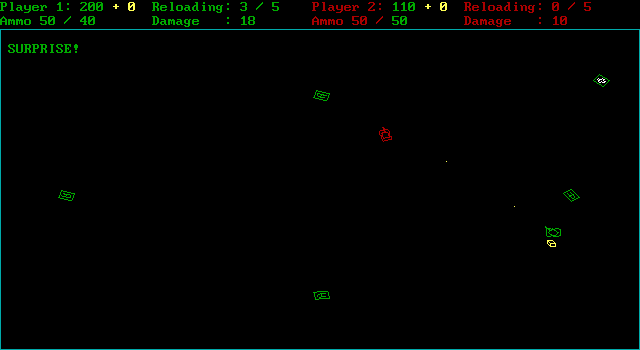 Player 1: 200 + 0  Reloading: 3 / 5  Player 2: 110 + 0  Reloading: 0 / 5
Ammo 50 / 40  Damage : 18  Ammo 50 / 50  Damage : 10
SURPRISE!